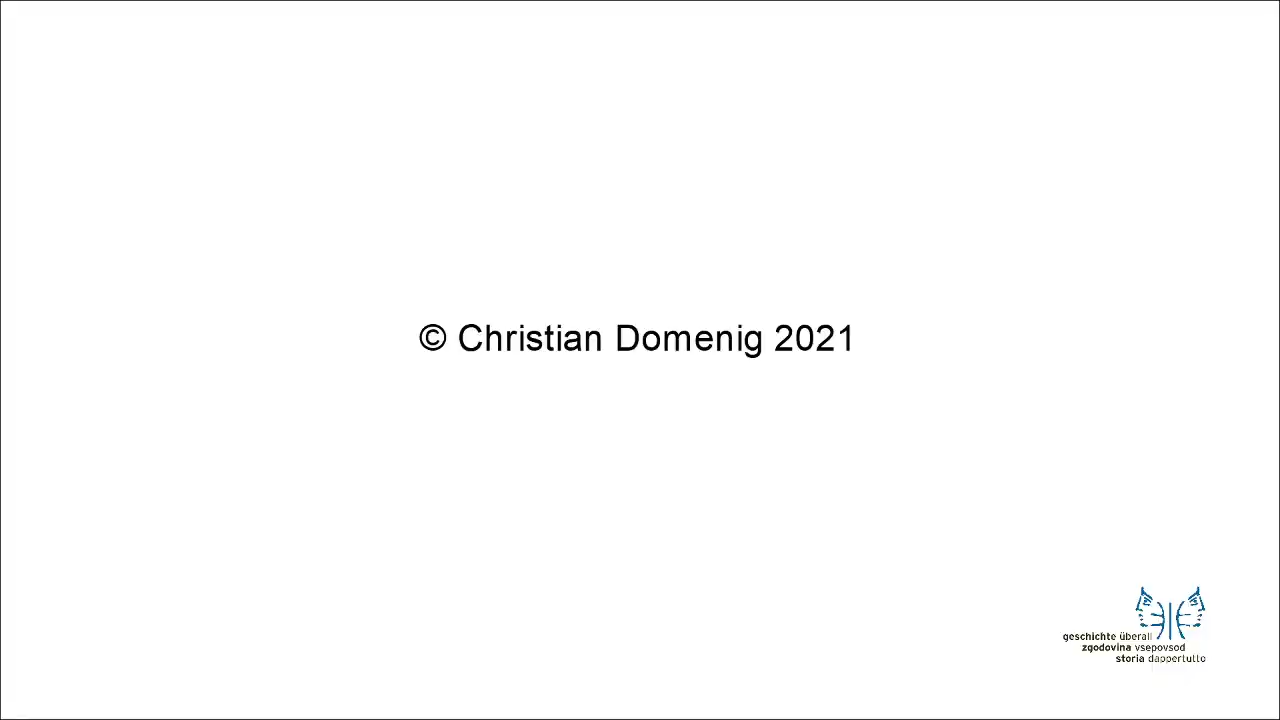 © Christian Domenig 2021
geschichte überall
zgodovina vsepovsod
storia dappertutto